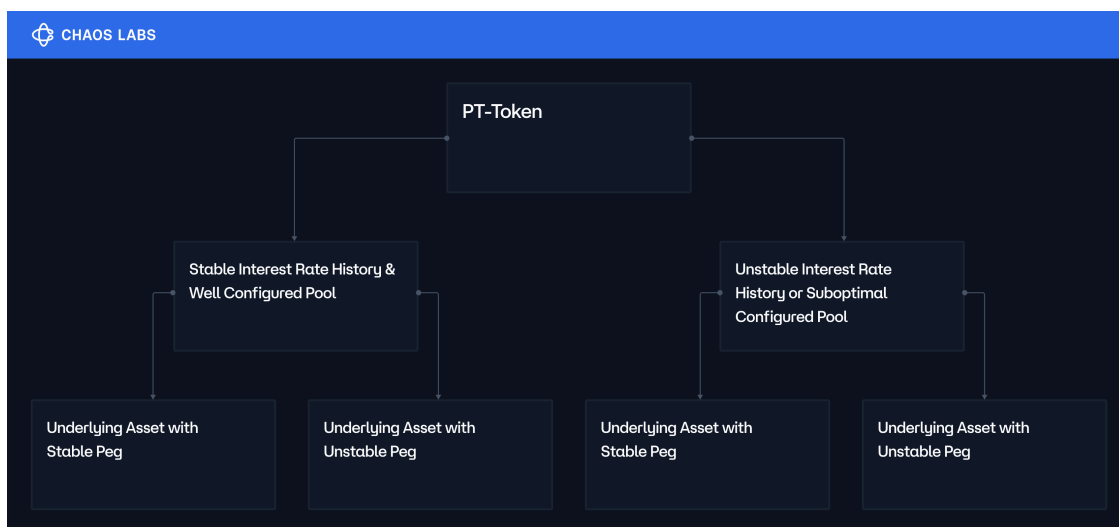 CHAOS LABS
PT-Token
Stable Interest Rate History &
Well Configured Pool
Unstable Interest Rate
History or Suboptimal
Configured Pool
Underlying Asset with
Stable Peg
Underlying Asset with
Unstable Peg
Underlying Asset with
Stable Peg
Underlying Asset with
Unstable Peg